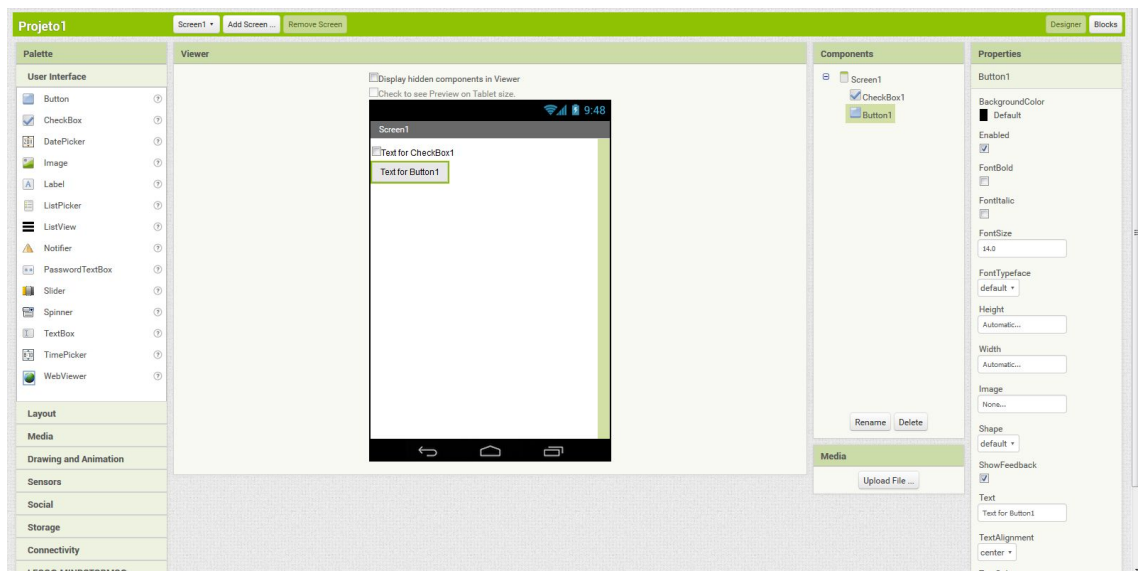 Projeto1
Screen1
Add Screen ...
Remove Screen
Designer
Blocks
Palette
User Interface
Button
CheckBox
DatePicker
Image
Label
ListPicker
ListView
Notifier
PasswordTextBox
Slider
Spinner
TextBox
TimePicker
WebViewer
Layout
Media
Drawing and Animation
Sensors
Social
Storage
Connectivity
Viewer
Display hidden components in Viewer
Check to see Preview on Tablet size.
9:48
Screen1
Text for CheckBox1
Text for Button1
Components
Screen1
CheckBox1
Button1
Rename
Delete
Media
Upload File ...
Properties
Button1
BackgroundColor
Default
Enabled
FontBold
FontItalic
FontSize
14.0
FontTypeface
default
Height
Automatic...
Width
Automatic...
Image
None...
Shape
default
ShowFeedback
Text
Text for Button1
TextAlignment
center